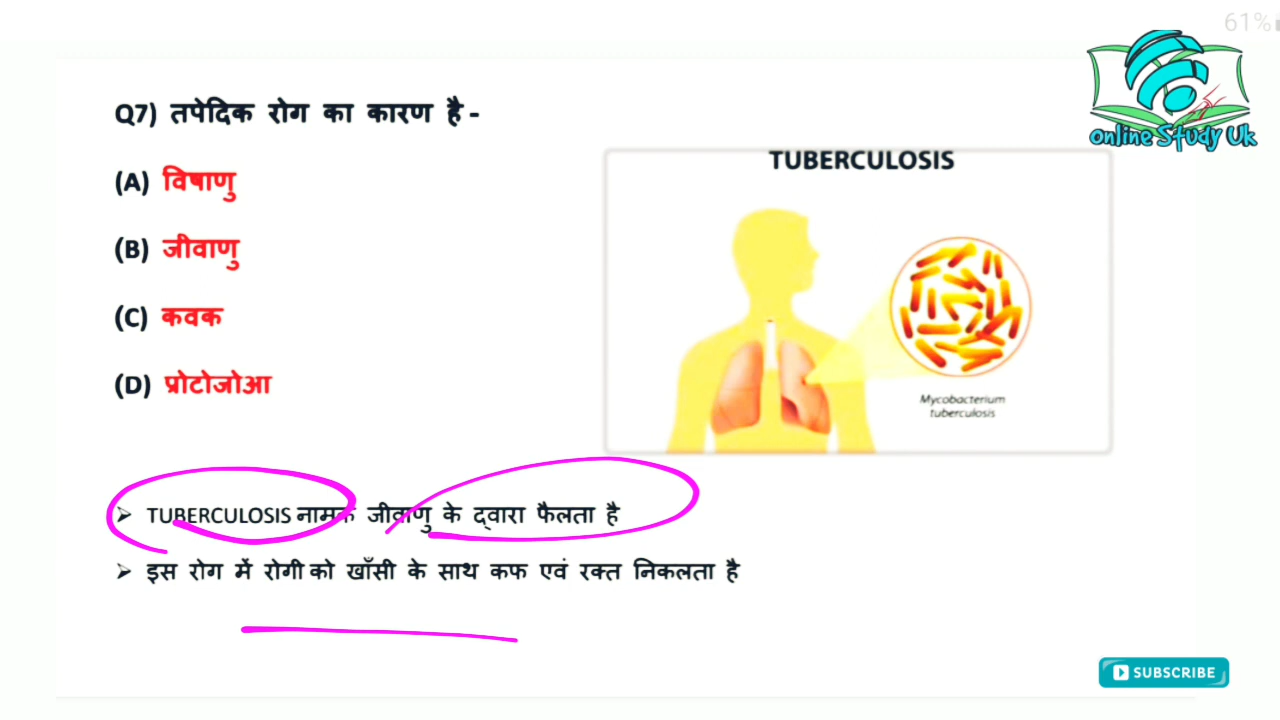 61%
Online Study Uk
Q7) तपेदिक रोग का कारण है -
(A) विषाणु
(B) जीवाणु
(C) कवक
(D) प्रोटोजोआ
TUBERCULOSIS
Mycobacterium
tuberculosis
➢ TUBERCULOSIS नामक जीवाणु के द्वारा फैलता है
➢ इस रोग में रोगी को खाँसी के साथ कफ एवं रक्त निकलता है
SUBSCRIBE